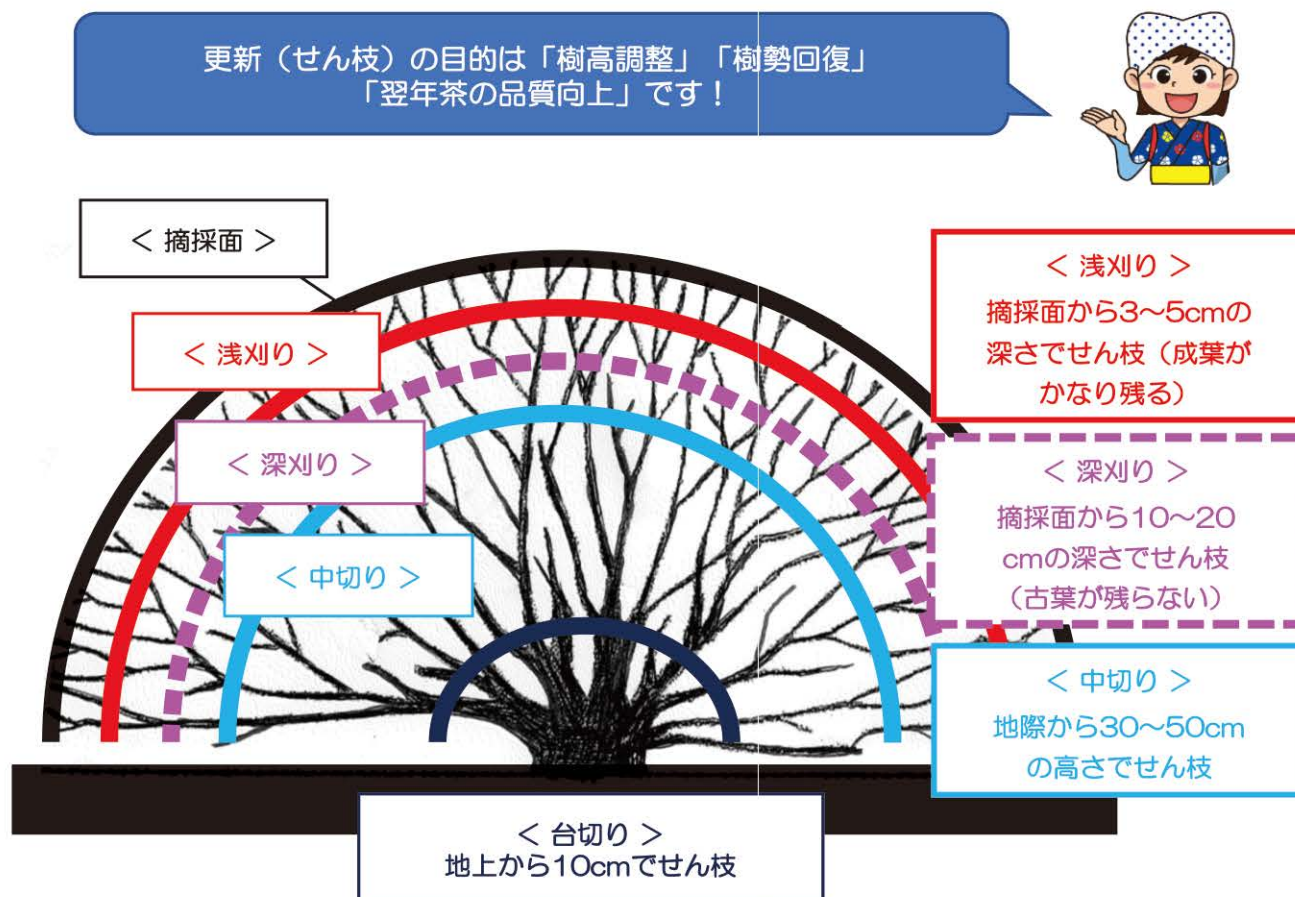 更新（せん枝）の目的は「樹高調整」「樹勢回復」
「翌年茶の品質向上」です！
＜ 摘採面 ＞
＜ 浅刈り ＞
＜ 深刈り ＞
＜ 中切り ＞
＜ 浅刈り ＞
摘採面から3～5cmの
深さでせん枝（成葉が
かなり残る）
＜ 深刈り ＞
摘採面から10～20
cmの深さでせん枝
（古葉が残らない）
＜ 中切り ＞
地際から30～50cm
の高さでせん枝
＜ 台切り ＞
地上から10cmでせん枝